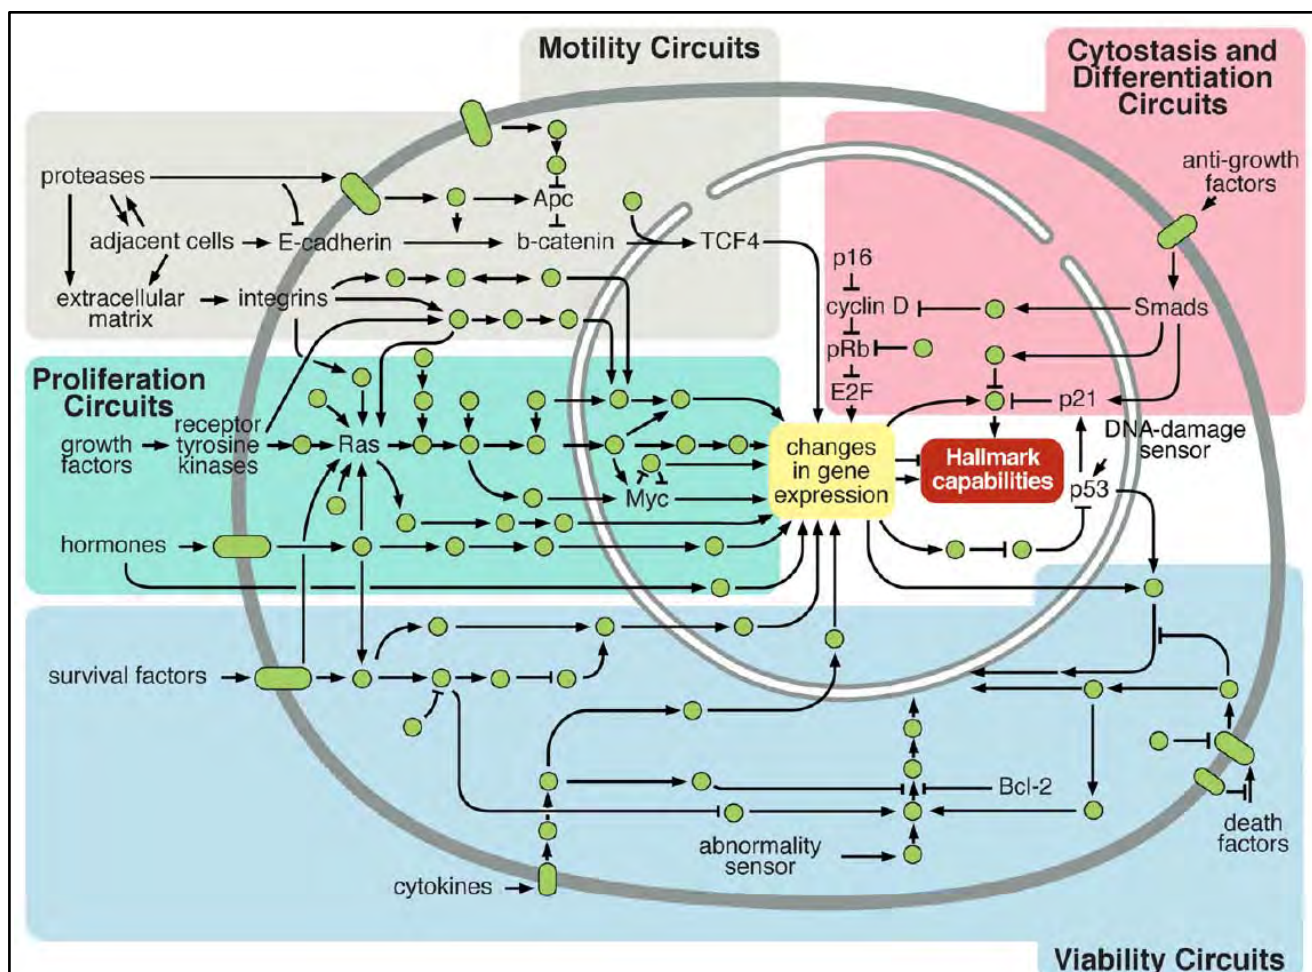 Motility Circuits
Cytostasis and
Differentiation
Circuits
proteases
anti-growth
factors
Apc
adjacent cells
E-cadherin
b-catenin
TCF4
p16
extracellular
matrix
integrins
cyclin D
Smads
pRb
E2F
Proliferation
Circuits
p21
growth
factors
receptor
tyrosine
kinases
Ras
changes
in gene
expression
Hallmark
capabilities
DNA-damage
sensor
Myc
p53
hormones
survival factors
Bcl-2
abnormality
sensor
death
factors
cytokines
Viability Circuits